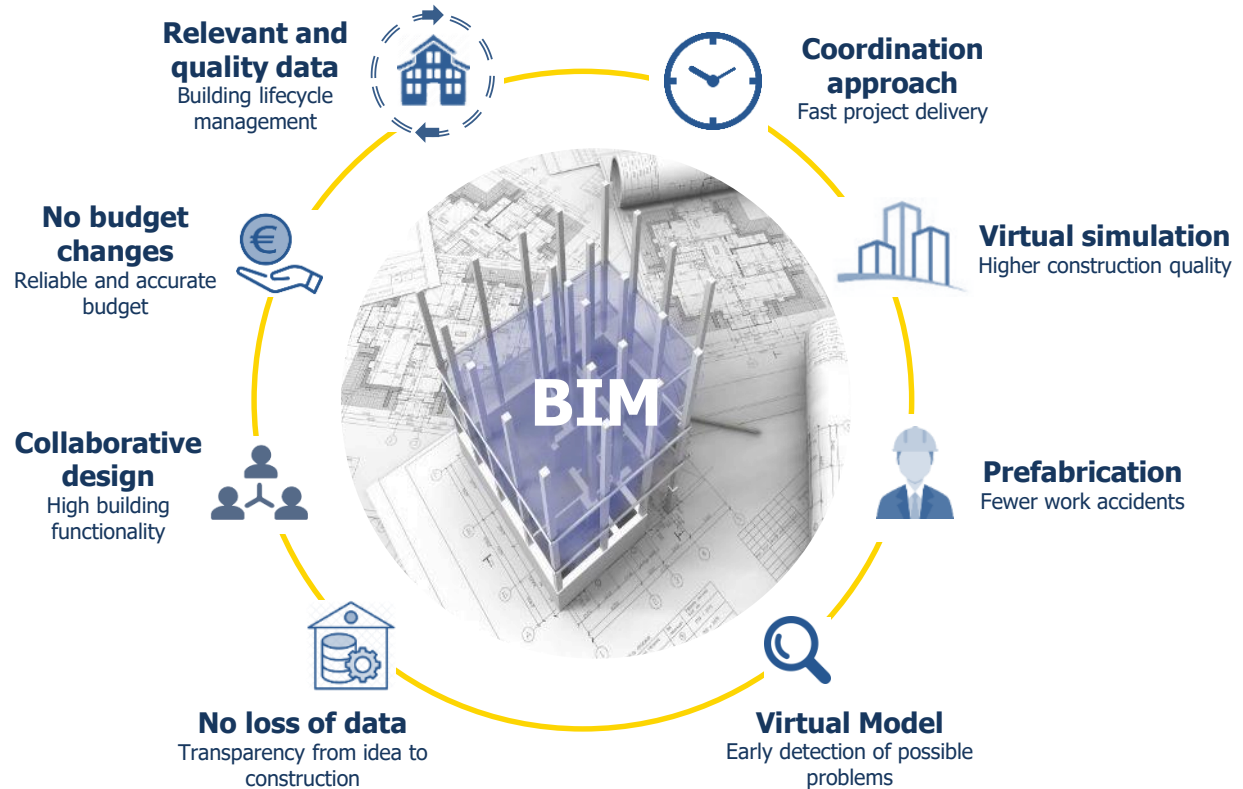 Relevant and
quality data
Building lifecycle
management
Coordination
approach
Fast project delivery
No budget
changes
Reliable and accurate
budget
Virtual simulation
Higher construction quality
BIM
Collaborative
design
High building
functionality
Prefabrication
Fewer work accidents
No loss of data
Transparency from idea to
construction
Virtual Model
Early detection of possible
problems